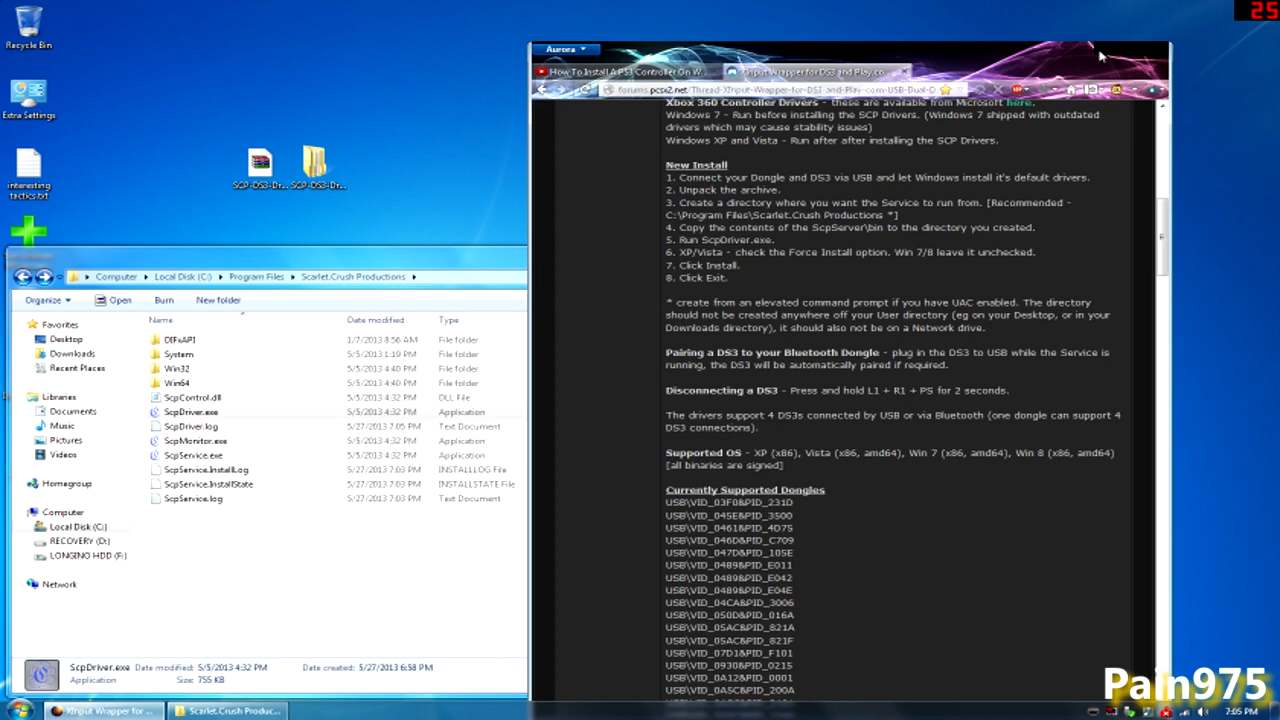 25
Recycle Bin
Extra Settings
interesting
tactics.txt
SCP-DS3-Dr...
SCP-DS3-Dr...
Aurora
How To Install A PS3 Controller On W
XInput Wrapper for DS3 and Play.co...
forums.pcsx2.net/Thread-XInput-Wrapper-for-DS3-and-Play-com-USB-Dual-D
Xbox 360 Controller Drivers - these are available from Microsoft here.
Windows 7 - Run before installing the SCP Drivers. (Windows 7 shipped with outdated
drivers which may cause stability issues)
Windows XP and Vista - Run after after installing the SCP Drivers.
New Install
1. Connect your Dongle and DS3 via USB and let Windows install it's default drivers.
2. Unpack the archive.
3. Create a directory where you want the Service to run from. [Recommended -
C:\Program Files\Scarlet.Crush Productions *]
4. Copy the contents of the ScpServer\bin to the directory you created.
5. Run ScpDriver.exe.
6. XP/Vista - check the Force Install option. Win 7/8 leave it unchecked.
7. Click Install.
8. Click Exit.
* create from an elevated command prompt if you have UAC enabled. The directory
should not be created anywhere off your User directory (eg on your Desktop, or in your
Downloads directory), it should also not be on a Network drive.
Pairing a DS3 to your Bluetooth Dongle - plug in the DS3 to USB while the Service is
running, the DS3 will be automatically paired if required.
Disconnecting a DS3 - Press and hold L1 + R1 + PS for 2 seconds.
The drivers support 4 DS3s connected by USB or via Bluetooth (one dongle can support 4
DS3 connections).
Supported OS - XP (x86), Vista (x86, amd64), Win 7 (x86, amd64), Win 8 (x86, amd64)
[all binaries are signed]
Currently Supported Dongles
USB\VID_03F0&PID_231D
USB\VID_045E&PID_3500
USB\VID_0461&PID_4D75
USB\VID_046D&PID_C709
USB\VID_047D&PID_105E
USB\VID_0489&PID_E011
USB\VID_0489&PID_E042
USB\VID_0489&PID_E04E
USB\VID_04CA&PID_3006
USB\VID_050D&PID_016A
USB\VID_05AC&PID_821A
USB\VID_05AC&PID_821F
USB\VID_07D1&PID_F101
USB\VID_0930&PID_0215
USB\VID_0A12&PID_0001
USB\VID_0A5C&PID_200A
Computer Local Disk (C:) Program Files Scarlet.Crush Productions
Organize Open Burn New folder
Name Date modified Type
Favorites
Desktop
Downloads
Recent Places
Libraries
Documents
Music
Pictures
Videos
Homegroup
Computer
Local Disk (C:)
RECOVERY (D:)
LONGINO HDD (F:)
Network
DIFxAPI 1/7/2013 8:56 AM File folder
System 5/5/2013 1:19 PM File folder
Win32 5/5/2013 4:40 PM File folder
Win64 5/5/2013 4:40 PM File folder
ScpControl.dll 5/5/2013 4:32 PM DLL File
ScpDriver.exe 5/5/2013 4:32 PM Application
ScpDriver.log 5/27/2013 7:05 PM Text Document
ScpMonitor.exe 5/5/2013 4:32 PM Application
ScpService.exe 5/5/2013 4:32 PM Application
ScpService.InstallLog 5/27/2013 7:03 PM INSTALLLOG File
ScpService.InstallState 5/27/2013 7:03 PM INSTALLSTATE File
ScpService.log 5/27/2013 7:03 PM Text Document
ScpDriver.exe Date modified: 5/5/2013 4:32 PM Date created: 5/27/2013 6:58 PM
Application Size: 755 KB
Pain975
XInput Wrapper for ...
Scarlet.Crush Produc...
7:05 PM